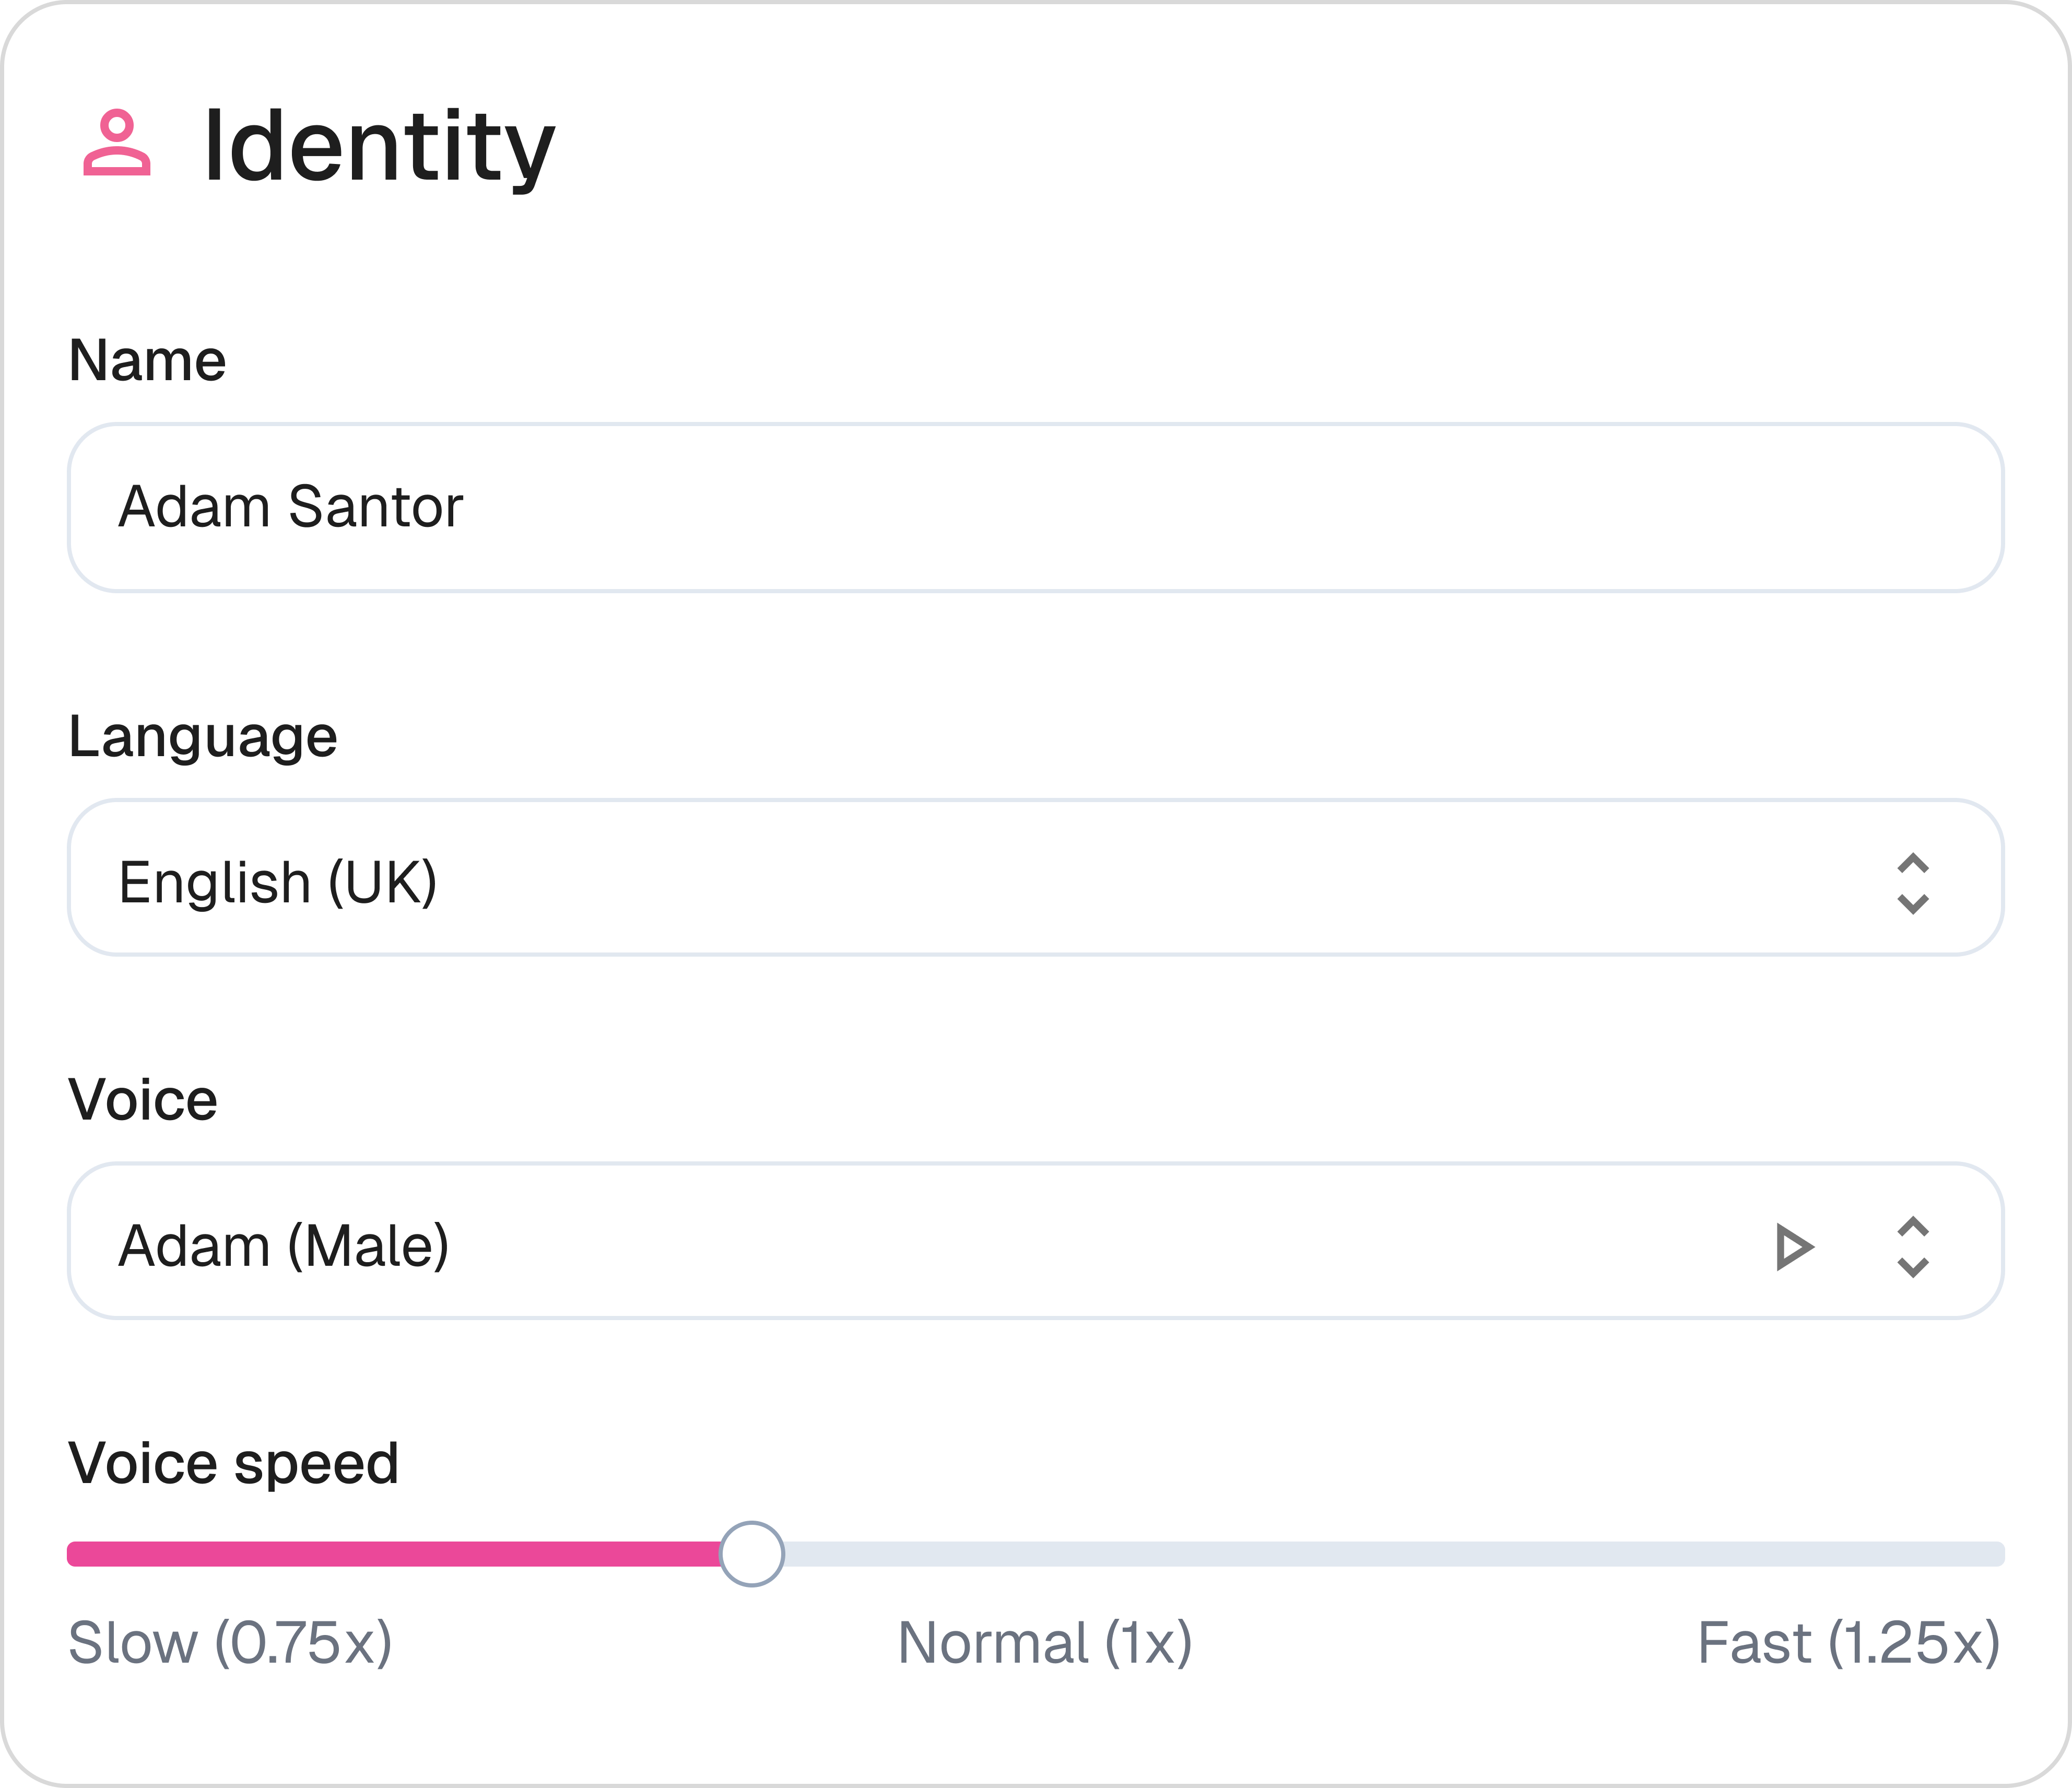 Identity
Name
Adam Santor
Language
English (UK)
Voice
Adam (Male)
Voice speed
Slow (0.75x)
Normal (1x)
Fast (1.25x)